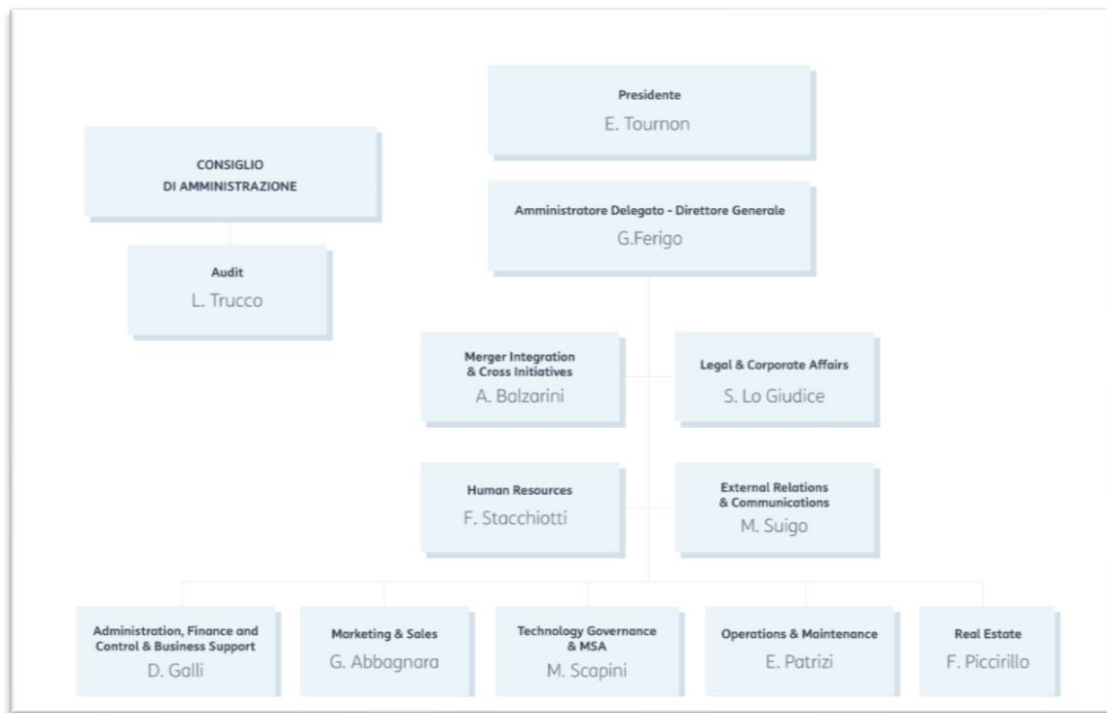 Presidente
E. Tournon
CONSIGLIO
DI AMMINISTRAZIONE
Amministratore Delegato - Direttore Generale
G.Ferigo
Audit
L. Trucco
Merger Integration
& Cross Initiatives
A. Balzarini
Legal & Corporate Affairs
S. Lo Giudice
Human Resources
F. Stacchiotti
External Relations
& Communications
M. Suigo
Administration, Finance and
Control & Business Support
D. Galli
Marketing & Sales
G. Abbagnara
Technology Governance
& MSA
M. Scapini
Operations & Maintenance
E. Patrizi
Real Estate
F. Piccirillo